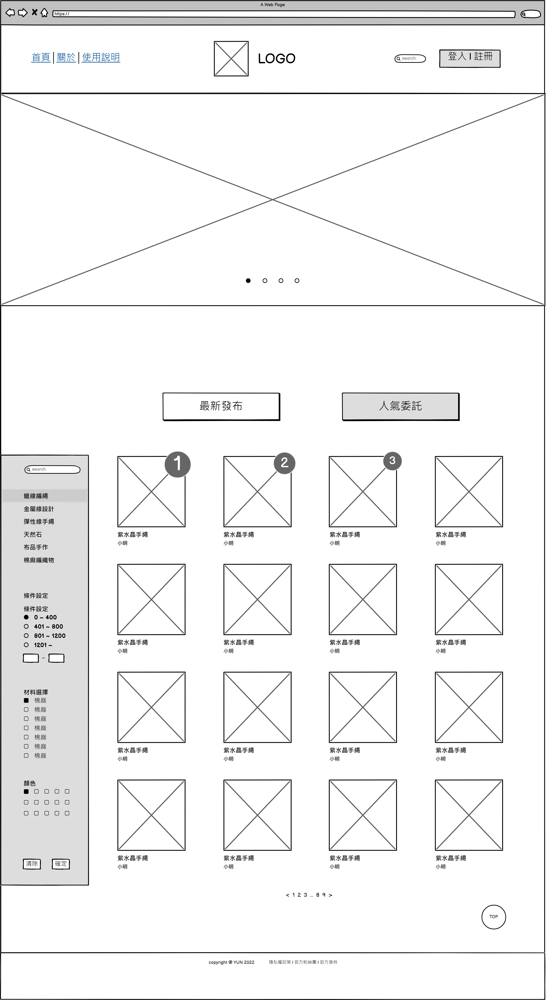 A Web Page
https://
首頁 | 關於 | 使用說明
LOGO
search
登入 | 註冊
最新發布
人氣委託
search
蠟線編繩
金屬線設計
彈性線手繩
天然石
布品手作
棉麻編織物
條件設定
條件設定
0 ~ 400
401 ~ 800
801 ~ 1200
1201 ~
~
材料選擇
棉麻
棉麻
棉麻
棉麻
棉麻
棉麻
棉麻
顏色
清除
確定
1
2
3
紫水晶手繩
小明
紫水晶手繩
小明
紫水晶手繩
小明
紫水晶手繩
小明
紫水晶手繩
小明
紫水晶手繩
小明
紫水晶手繩
小明
紫水晶手繩
小明
紫水晶手繩
小明
紫水晶手繩
小明
紫水晶手繩
小明
紫水晶手繩
小明
紫水晶手繩
小明
紫水晶手繩
小明
紫水晶手繩
小明
紫水晶手繩
小明
< 1 2 3 ... 8 9 >
TOP
copyright @ YUN 2022
隱私權政策 | 官方粉絲團 | 官方推特